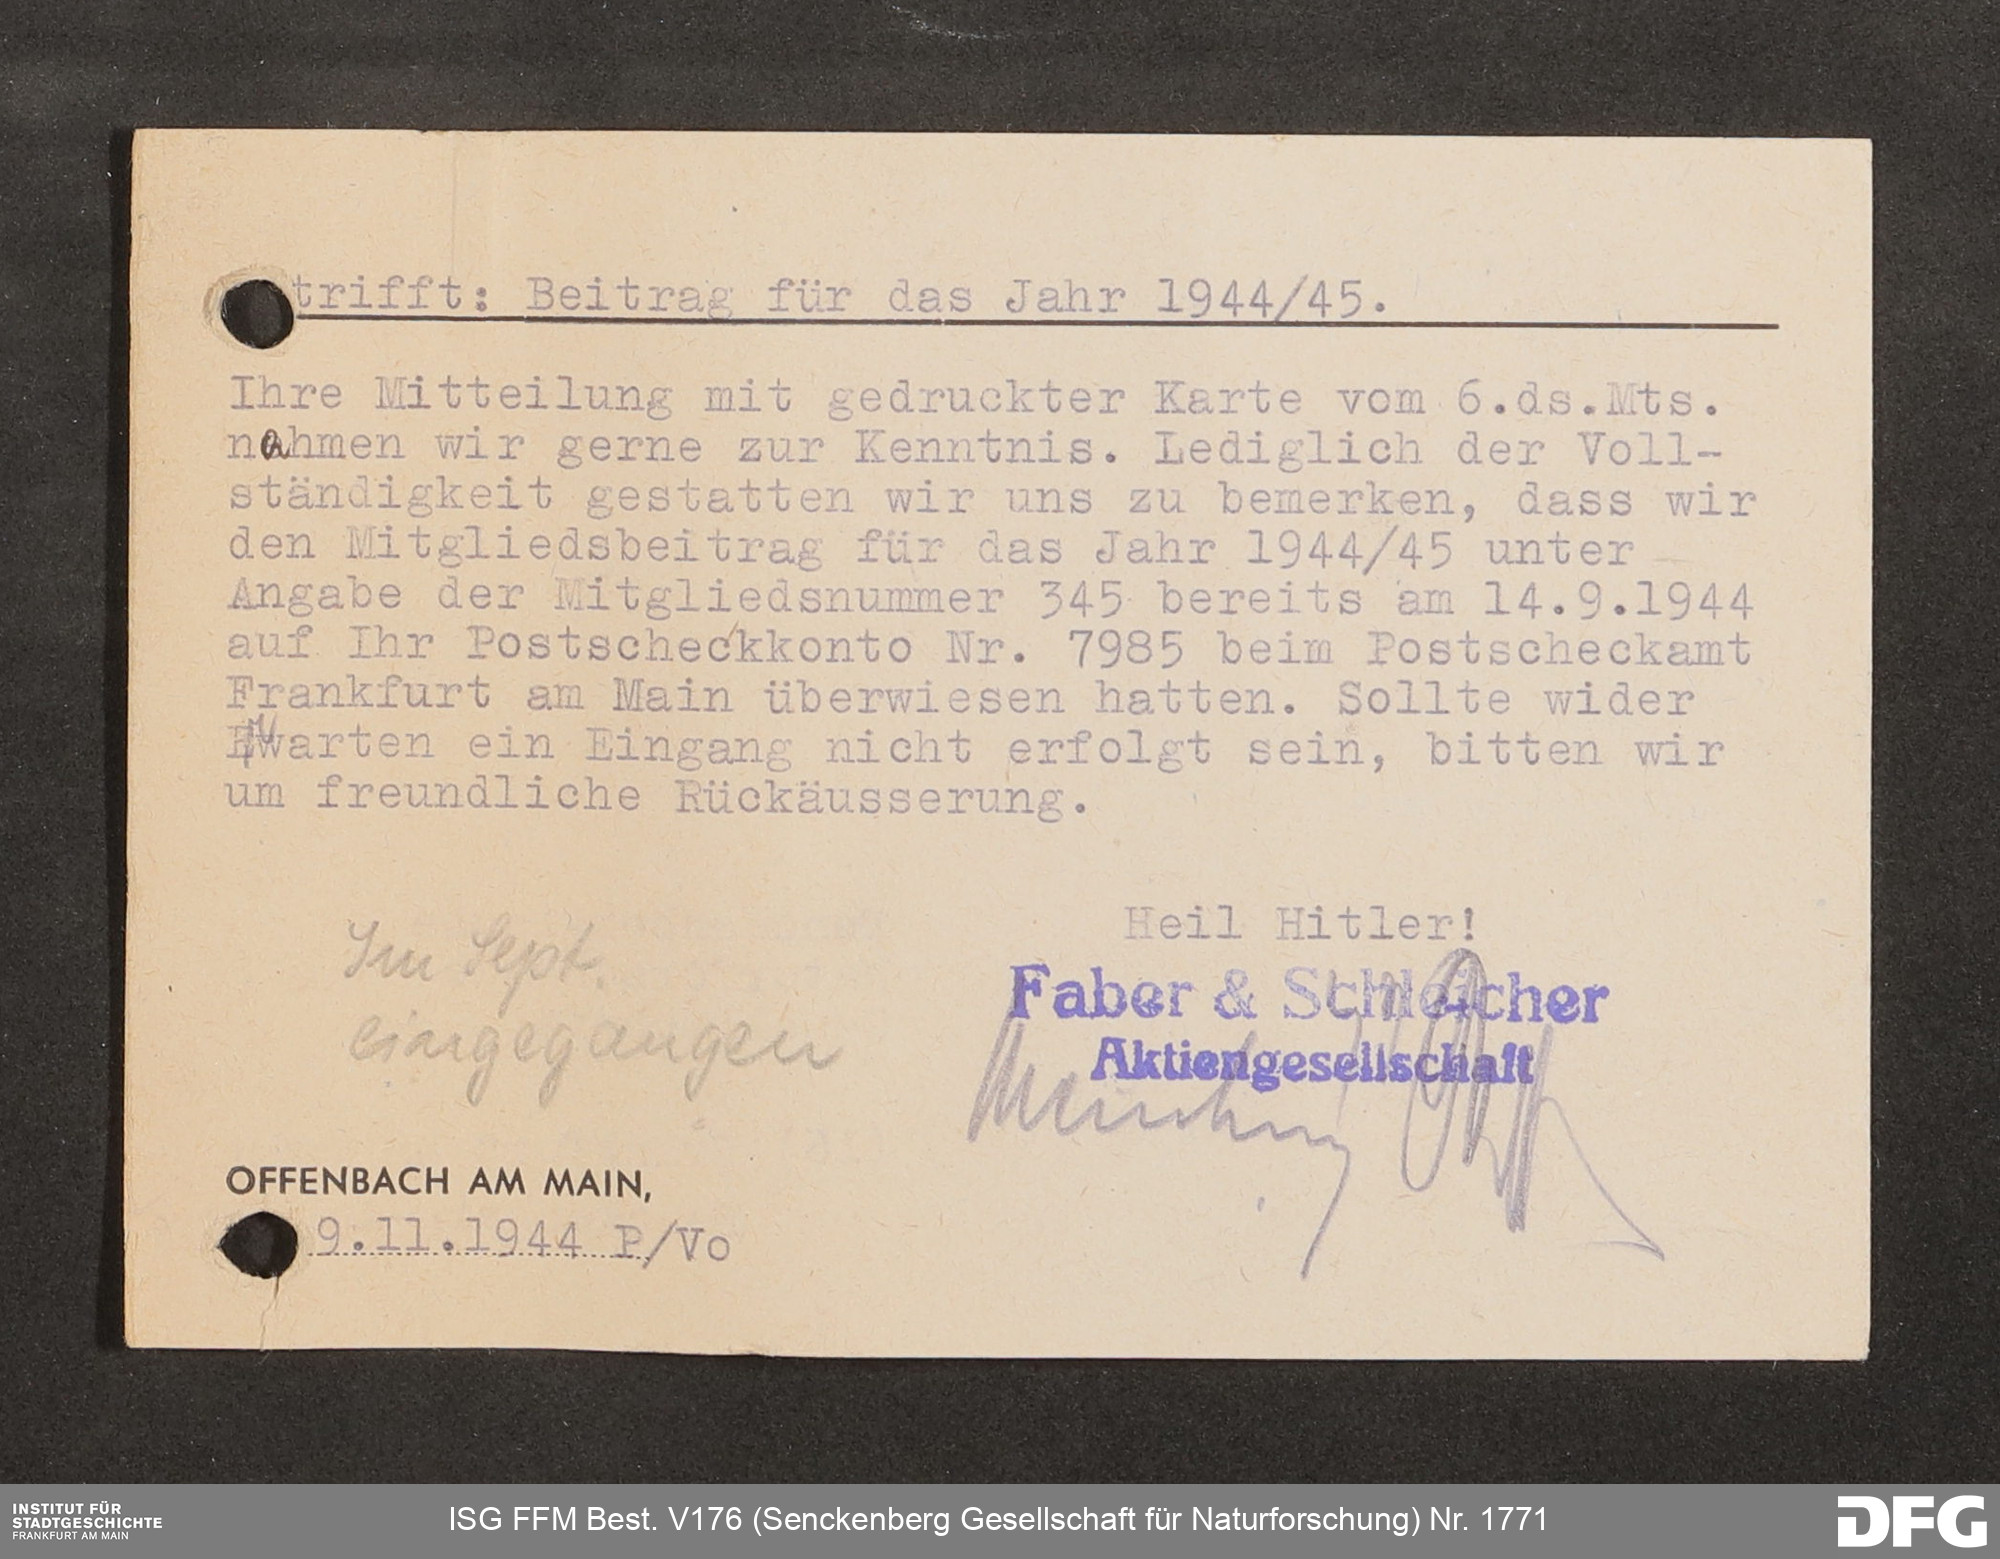 trifft: Beitrag für das Jahr 1944/45.
Ihre Mitteilung mit gedruckter Karte vom 6.ds.Mts.
nahmen wir gerne zur Kenntnis. Lediglich der Voll-
ständigkeit gestatten wir uns zu bemerken, dass wir
den Mitgliedsbeitrag für das Jahr 1944/45 unter
Angabe der Mitgliedsnummer 345 bereits am 14.9.1944
auf Ihr Postscheckkonto Nr. 7985 beim Postscheckamt
Frankfurt am Main überwiesen hatten. Sollte wider
Erwarten ein Eingang nicht erfolgt sein, bitten wir
um freundliche Rückäusserung.
Heil Hitler!
Faber & Schleicher
Aktiengesellschaft
Im Sept.
eingegangen
OFFENBACH AM MAIN,
9.11.1944 P/Vo
INSTITUT FÜR
STADTGESCHICHTE
FRANKFURT AM MAIN
ISG FFM Best. V176 (Senckenberg Gesellschaft für Naturforschung) Nr. 1771
DFG